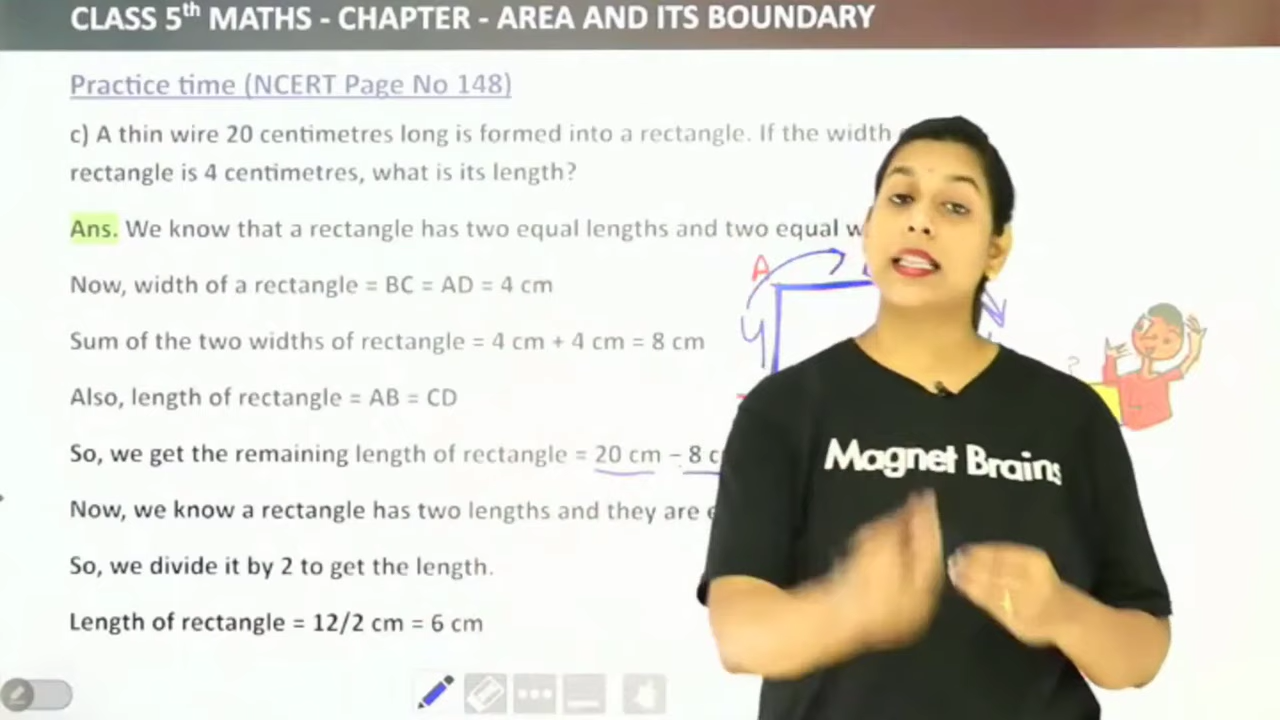 CLASS 5th MATHS - CHAPTER - AREA AND ITS BOUNDARY
Practice time (NCERT Page No 148)
c) A thin wire 20 centimetres long is formed into a rectangle. If the width
rectangle is 4 centimetres, what is its length?
Ans. We know that a rectangle has two equal lengths and two equal w
A
Now, width of a rectangle = BC = AD = 4 cm
4
Sum of the two widths of rectangle = 4 cm + 4 cm = 8 cm
Also, length of rectangle = AB = CD
So, we get the remaining length of rectangle = 20 cm – 8 c
Magnet Brains
Now, we know a rectangle has two lengths and they are e
So, we divide it by 2 to get the length.
Length of rectangle = 12/2 cm = 6 cm